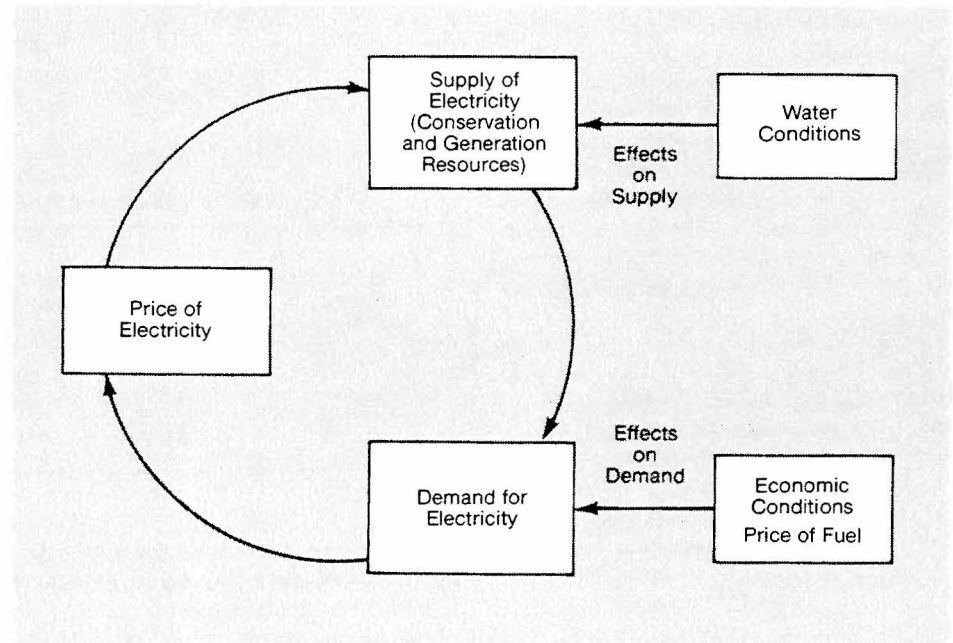 Supply of
Electricity
(Conservation
and Generation
Resources)
Water
Conditions
Effects
on
Supply
Price of
Electricity
Demand for
Electricity
Effects
on
Demand
Economic
Conditions
Price of Fuel